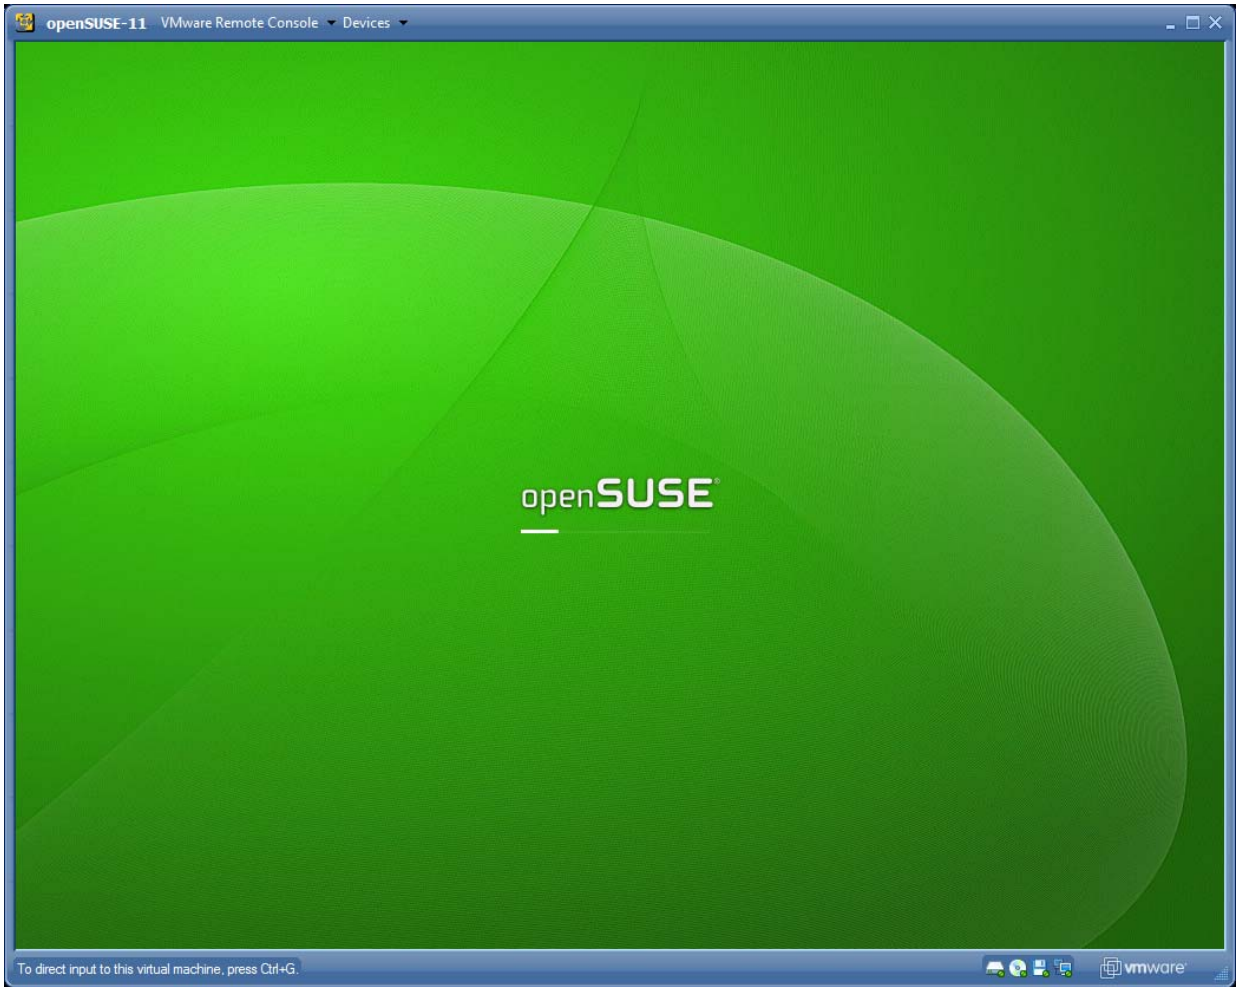 openSUSE-11 VMware Remote Console Devices
openSUSE®
To direct input to this virtual machine, press Ctrl+G.
vmware